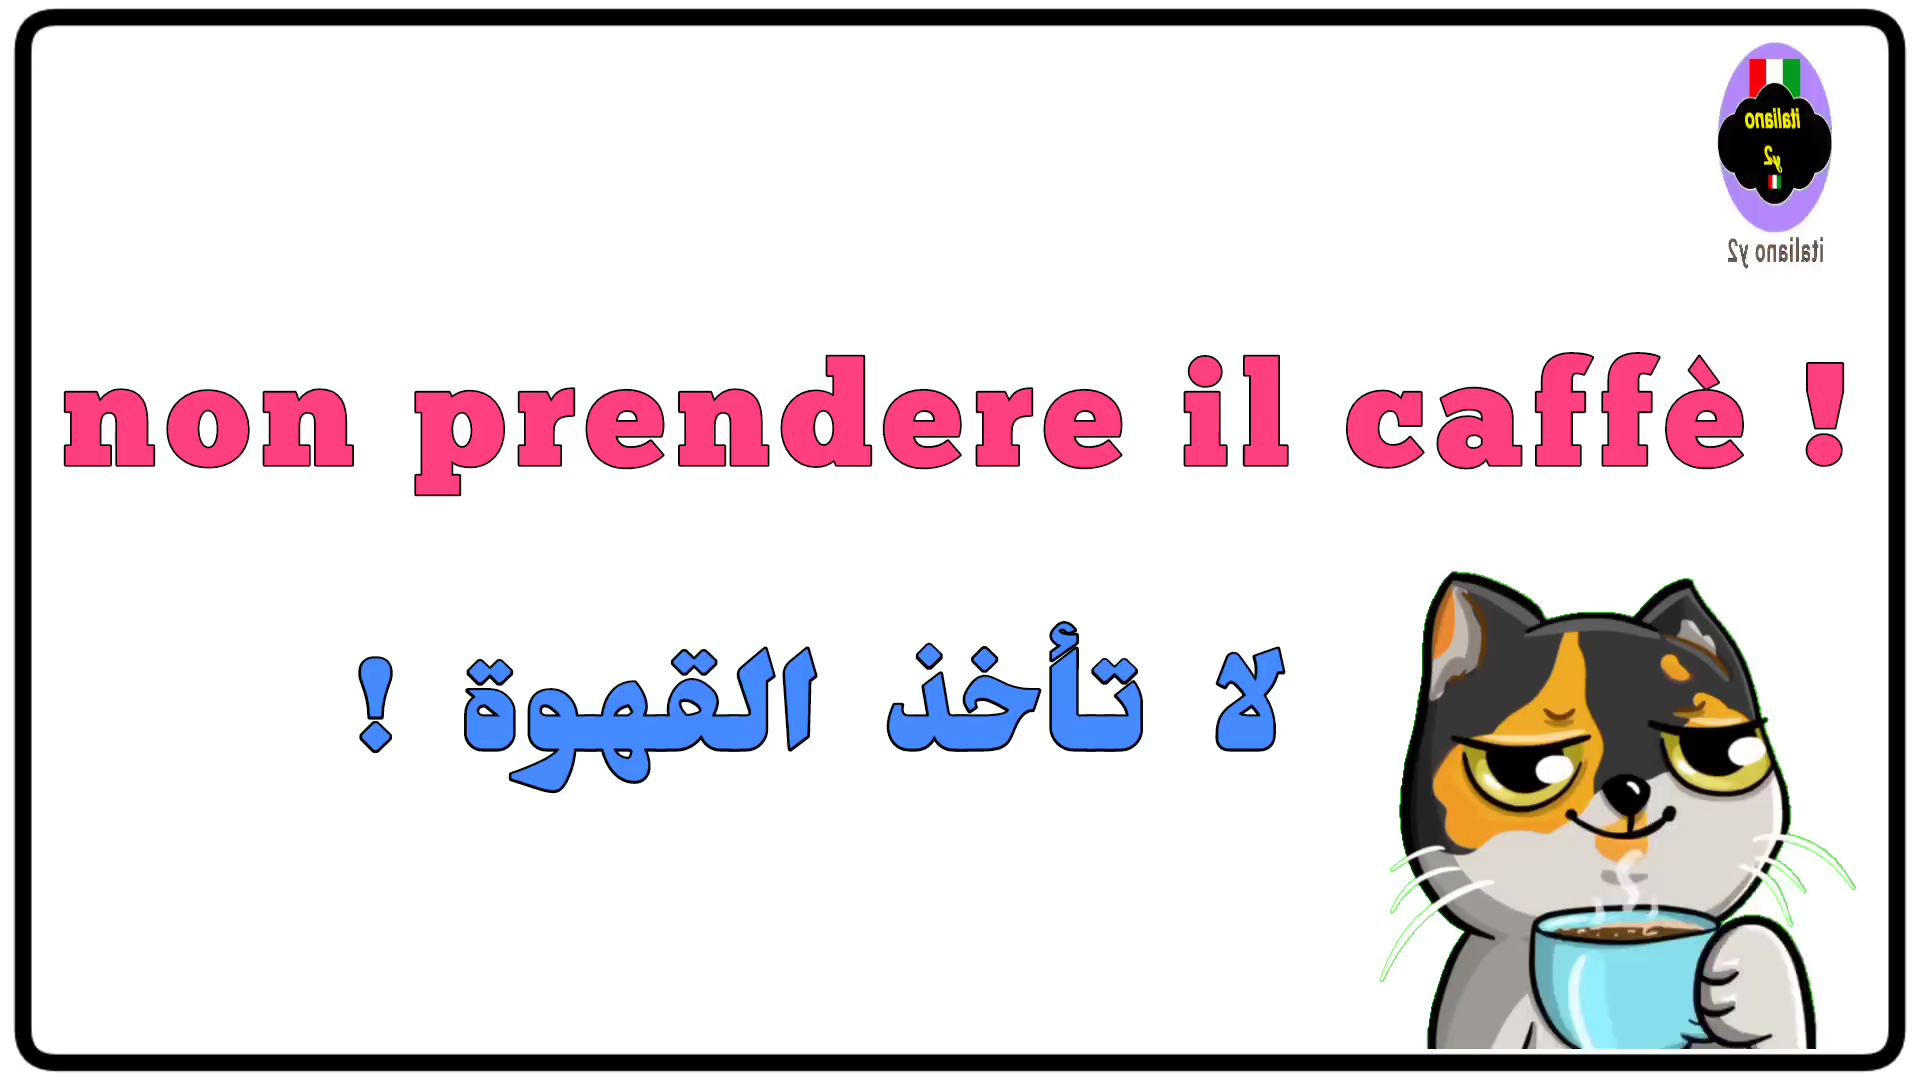 italiano
y2
italiano y2
non prendere il caffè !
لا تأخذ القهوة !